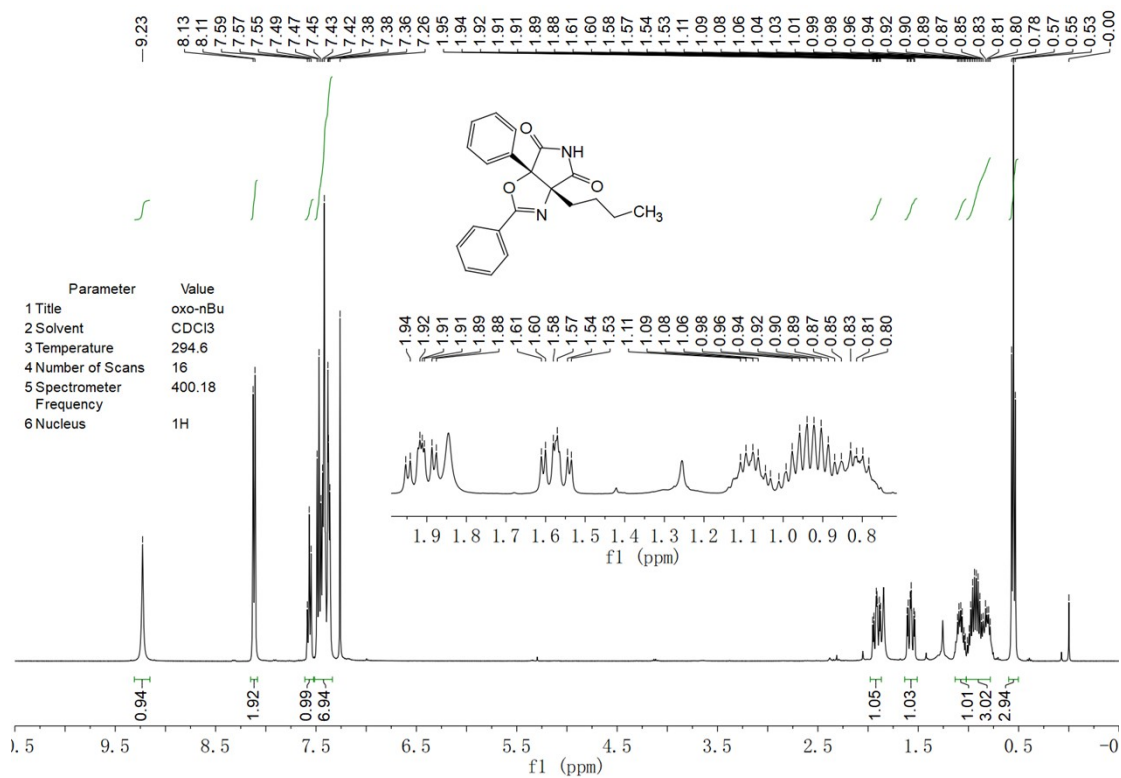 9.23 8.13 8.11 7.59 7.57 7.55 7.49 7.47 7.45 7.43 7.42 7.38 7.38 7.36 7.26 1.95 1.94 1.92 1.91 1.91 1.89 1.88 1.61 1.60 1.58 1.57 1.54 1.53 1.11 1.09 1.08 1.06 1.04 1.03 1.01 0.99 0.98 0.96 0.94 0.92 0.90 0.89 0.87 0.85 0.83 0.81 0.80 0.78 0.57 0.55 0.53 -0.00
O
NH
O
O
N
CH3
Parameter Value
1 Title oxo-nBu
2 Solvent CDCl3
3 Temperature 294.6
4 Number of Scans 16
5 Spectrometer Frequency 400.18
6 Nucleus 1H
1.94 1.92 1.91 1.91 1.89 1.88 1.61 1.60 1.58 1.57 1.54 1.53 1.11 1.09 1.08 1.06 0.98 0.96 0.94 0.92 0.90 0.89 0.87 0.85 0.83 0.81 0.80
1.9 1.8 1.7 1.6 1.5 1.4 1.3 1.2 1.1 1.0 0.9 0.8
f1 (ppm)
0.94 1.92 0.99 6.94 1.05 1.03 1.01 3.02 2.94
).5 9.5 8.5 7.5 6.5 5.5 4.5 3.5 2.5 1.5 0.5 -0
f1 (ppm)